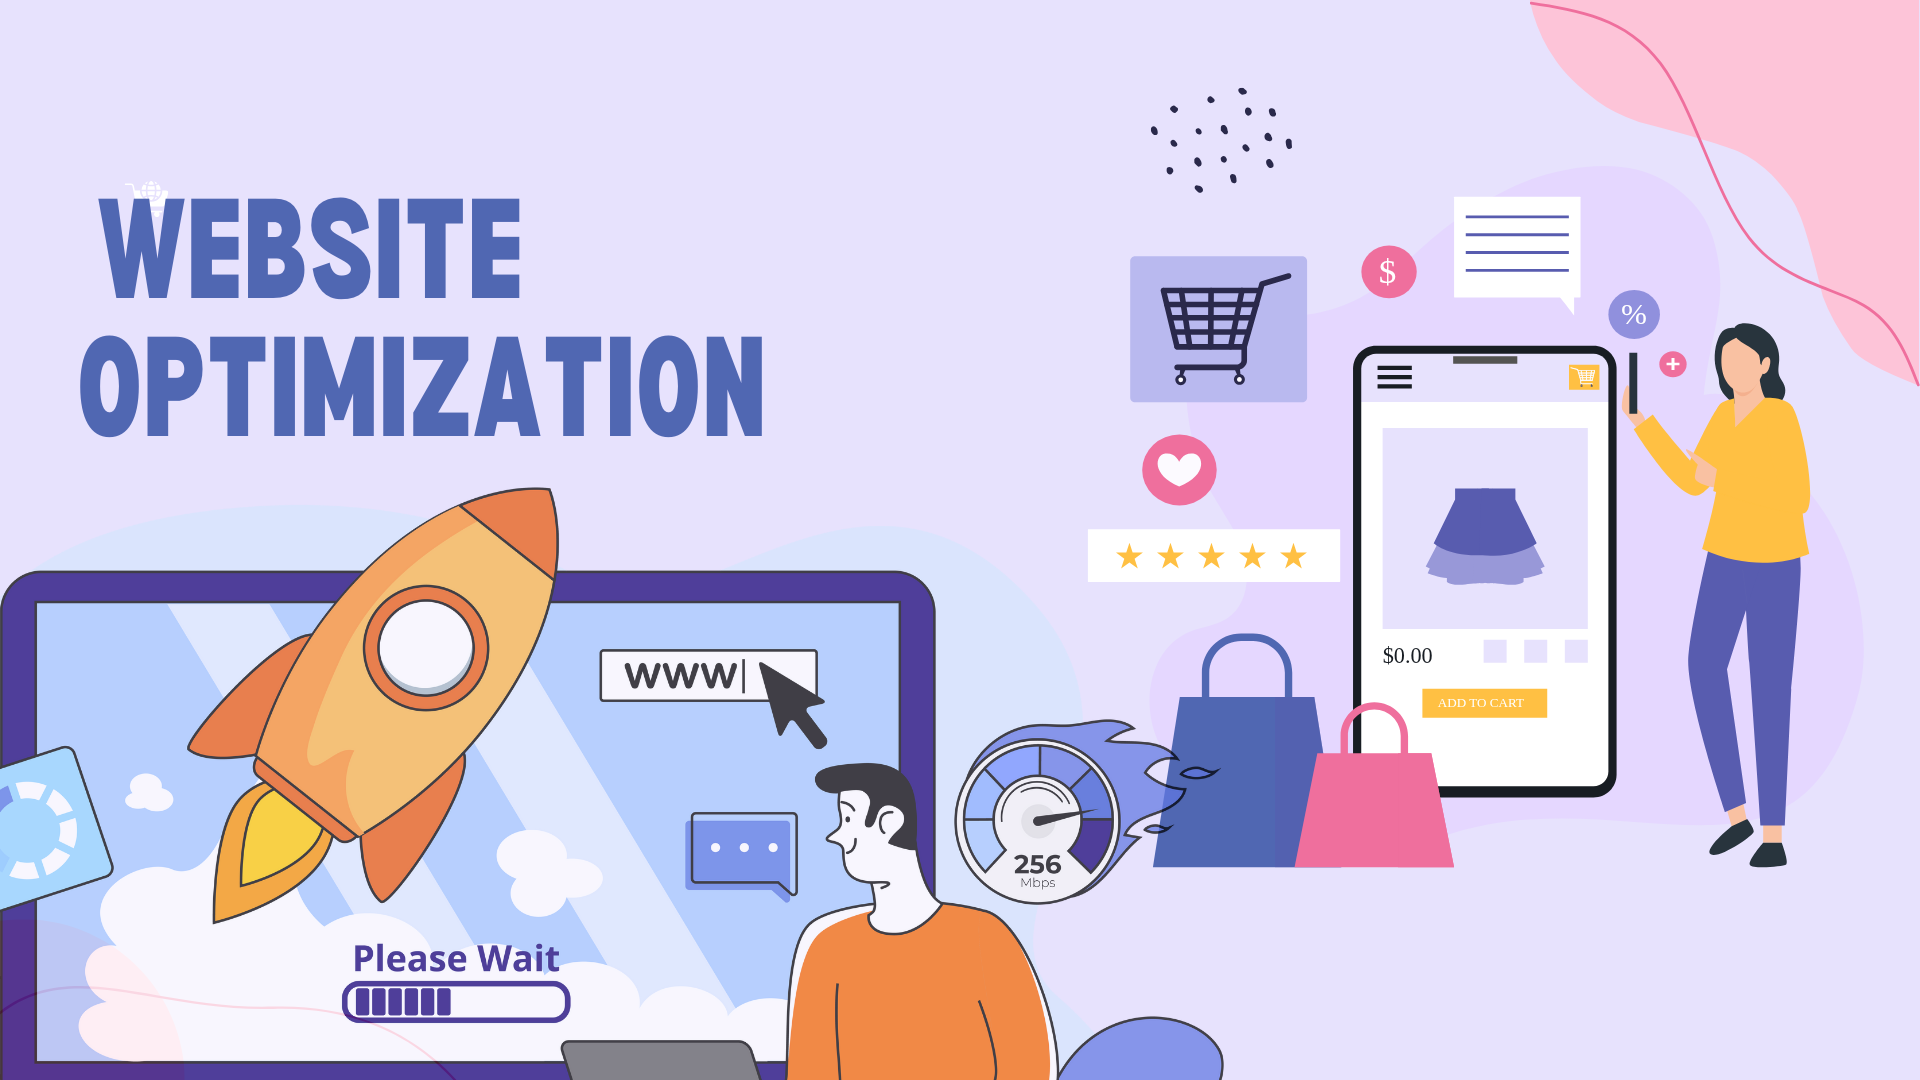 WEBSITE
OPTIMIZATION
$
%
+
$0.00
ADD TO CART
WWW
256
Mbps
Please Wait